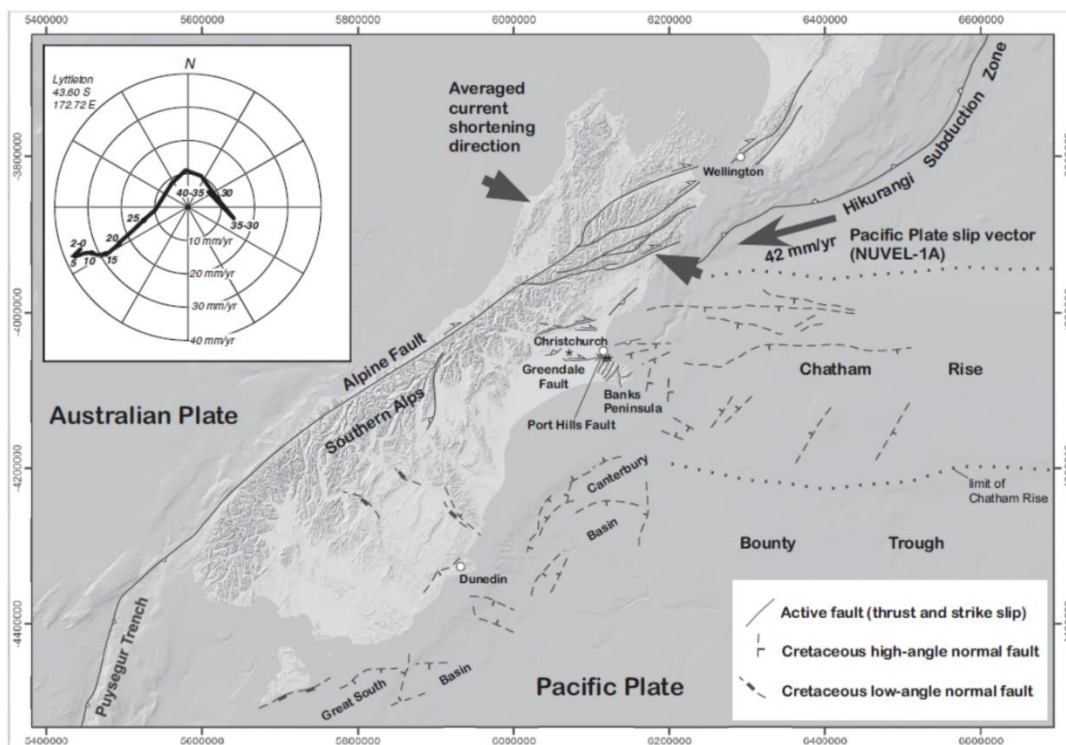 5400000 5600000 5800000 6000000 6200000 6400000 6600000
Lyttleton
43.60 S
172.72 E
N
40-35
30
35-30
25
20
15
10
5
2-0
10 mm/yr
20 mm/yr
30 mm/yr
40 mm/yr
Averaged
current
shortening
direction
Wellington
Hikurangi Subduction Zone
42 mm/yr
Pacific Plate slip vector
(NUVEL-1A)
-3800000
-4000000
-4200000
-4400000
Alpine Fault
Southern Alps
Australian Plate
Christchurch
Greendale
Fault
Banks
Peninsula
Port Hills Fault
Chatham Rise
limit of
Chatham Rise
Canterbury
Basin
Bounty Trough
Dunedin
Puysegur Trench
Great South Basin
Pacific Plate
Active fault (thrust and strike slip)
Cretaceous high-angle normal fault
Cretaceous low-angle normal fault
5400000 5600000 5800000 6000000 6200000 6400000 6600000